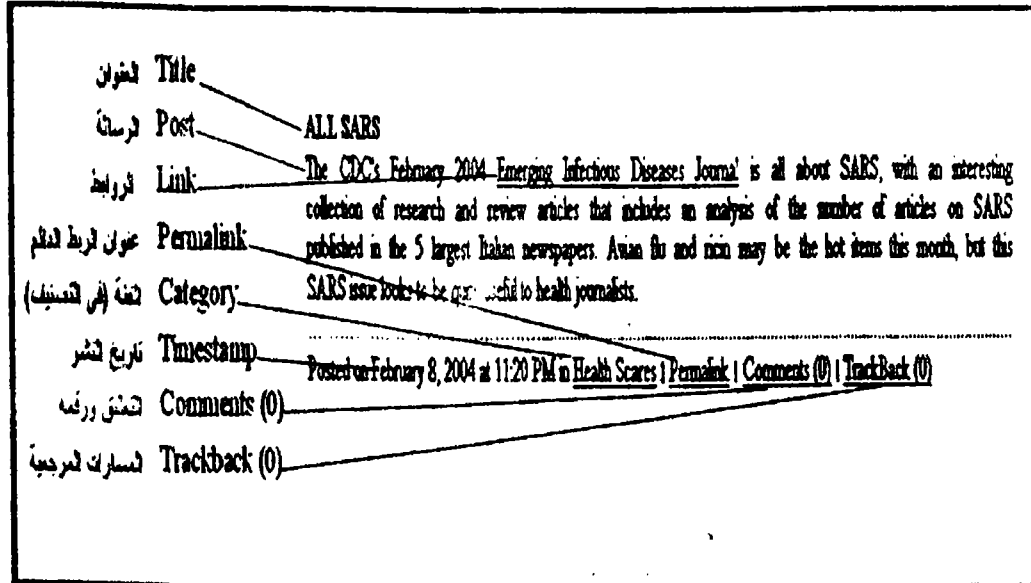 العنوان Title
الرسالة Post
ALL SARS
The CDC's February 2004 Emerging Infectious Diseases Journal is all about SARS, with an interesting
الروابط Link
collection of research and review articles that includes an analysis of the number of articles on SARS
published in the 5 largest Italian newspapers. Avian flu and ricin may be the hot items this month, but this
عنوان الربط الدائم Permalink
SARS issue looks to be useful to health journalists.
الفئة (في التصنيف) Category
تاريخ النشر Timestamp
Posted on February 8, 2004 at 11:20 PM in Health Scares | Permalink | Comments (0) | TrackBack (0)
التعليق ورقمه Comments (0)
المسارات المرجعية Trackback (0)